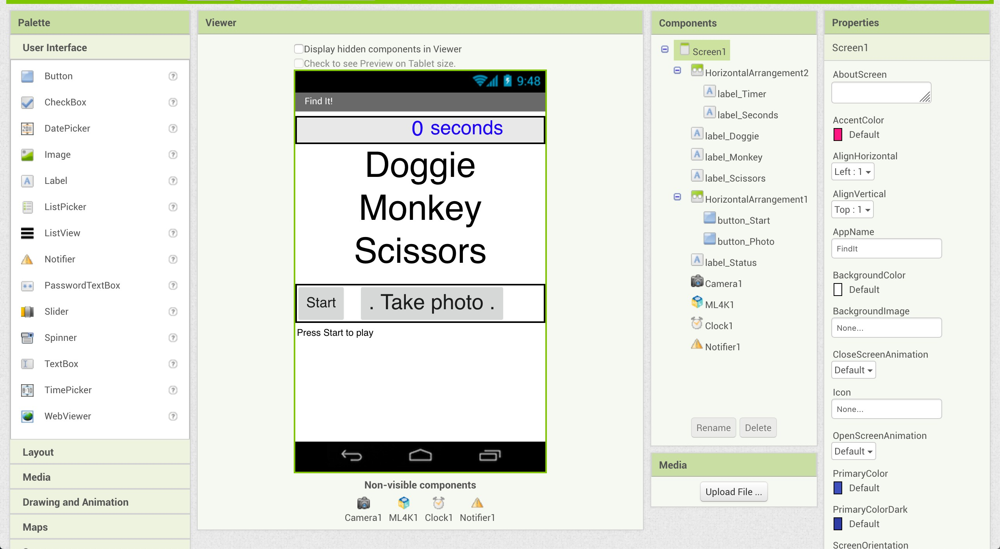 Palette
User Interface
Button
CheckBox
DatePicker
Image
Label
ListPicker
ListView
Notifier
PasswordTextBox
Slider
Spinner
TextBox
TimePicker
WebViewer
Layout
Media
Drawing and Animation
Maps
Viewer
Display hidden components in Viewer
Check to see Preview on Tablet size.
9:48
Find It!
0 seconds
Doggie
Monkey
Scissors
Start
. Take photo .
Press Start to play
Non-visible components
Camera1 ML4K1 Clock1 Notifier1
Components
Screen1
HorizontalArrangement2
label_Timer
label_Seconds
label_Doggie
label_Monkey
label_Scissors
HorizontalArrangement1
button_Start
button_Photo
label_Status
Camera1
ML4K1
Clock1
Notifier1
Rename Delete
Media
Upload File ...
Properties
Screen1
AboutScreen
AccentColor
Default
AlignHorizontal
Left : 1
AlignVertical
Top : 1
AppName
FindIt
BackgroundColor
Default
BackgroundImage
None...
CloseScreenAnimation
Default
Icon
None...
OpenScreenAnimation
Default
PrimaryColor
Default
PrimaryColorDark
Default
ScreenOrientation